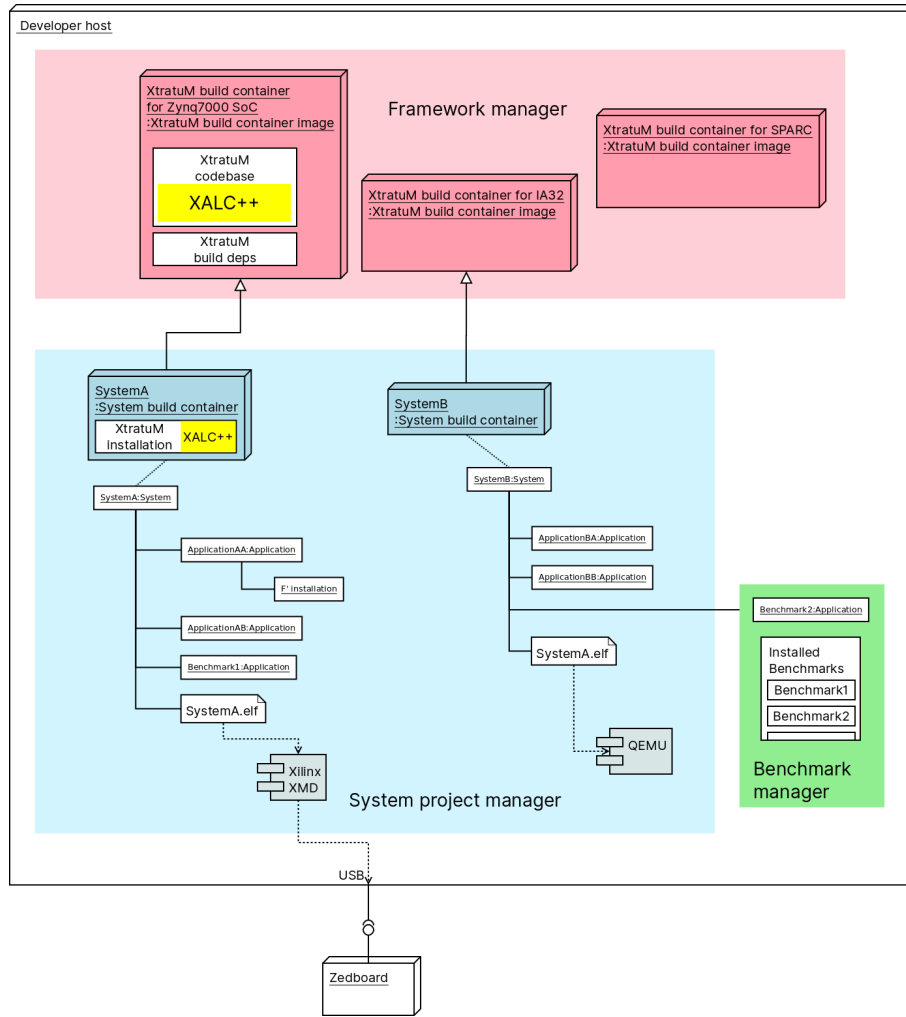 Developer host
XtratuM build container
for Zynq7000 SoC
:XtratuM build container image
XtratuM
codebase
XALC++
XtratuM
build deps
Framework manager
XtratuM build container for IA32
:XtratuM build container image
XtratuM build container for SPARC
:XtratuM build container image
SystemA
:System build container
XtratuM
installation
XALC++
SystemA:System
ApplicationAA:Application
F' installation
ApplicationAB:Application
Benchmark1:Application
SystemA.elf
Xilinx
XMD
SystemB
:System build container
SystemB:System
ApplicationBA:Application
ApplicationBB:Application
SystemA.elf
QEMU
System project manager
Benchmark2:Application
Installed
Benchmarks
Benchmark1
Benchmark2
Benchmark
manager
USB
Zedboard